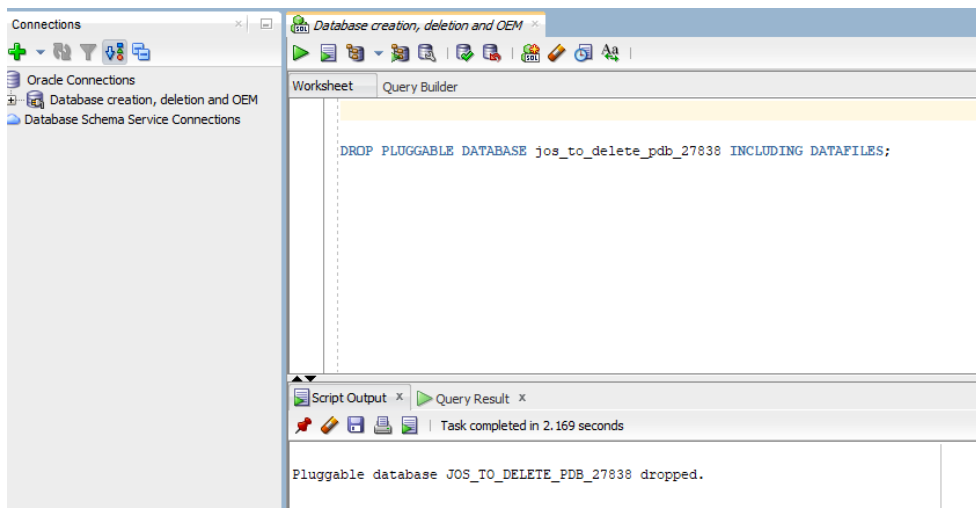 Connections
Oracle Connections
Database creation, deletion and OEM
Database Schema Service Connections
Database creation, deletion and OEM
Worksheet
Query Builder
DROP PLUGGABLE DATABASE jos_to_delete_pdb_27838 INCLUDING DATAFILES;
Script Output
Query Result
Task completed in 2.169 seconds
Pluggable database JOS_TO_DELETE_PDB_27838 dropped.